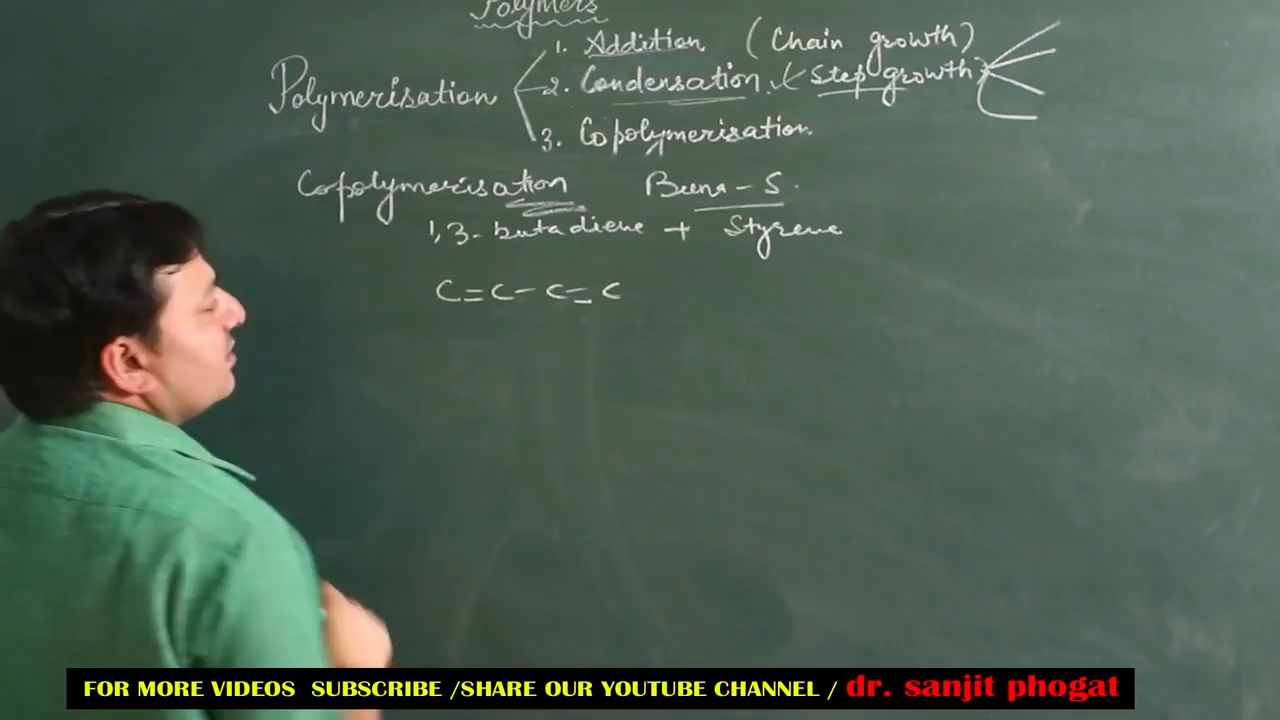 Polymers
Polymerisation
1. Addition (Chain growth)
2. Condensation (Step growth)
3. Copolymerisation.
Copolymerisation Buna-S.
1,3-butadiene + Styrene
C=C-C=C
FOR MORE VIDEOS SUBSCRIBE /SHARE OUR YOUTUBE CHANNEL / dr. sanjit phogat